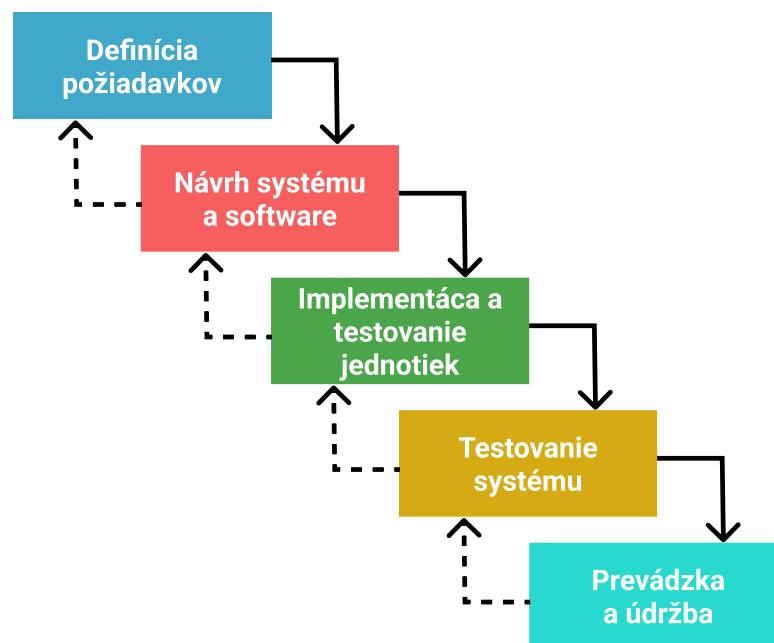 Definícia
požiadavkov
Návrh systému
a software
Implementáca a
testovanie
jednotiek
Testovanie
systému
Prevádzka
a údržba